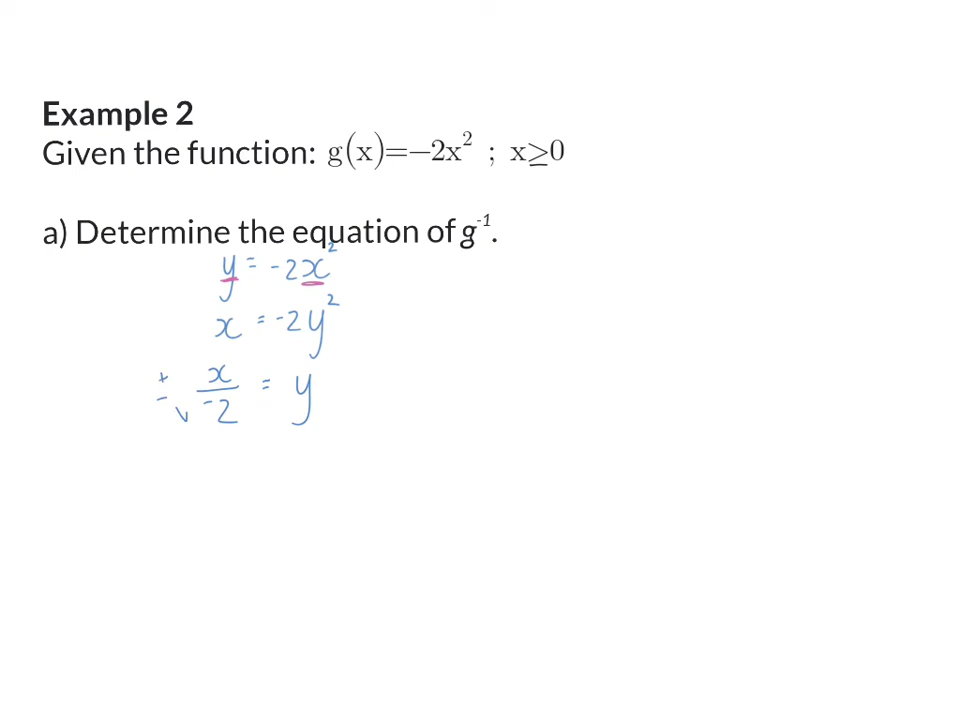 Example 2
Given the function: g(x)=−2x² ; x≥0
a) Determine the equation of g⁻¹.
y = -2x²
x = -2y²
±√ x/-2 = y